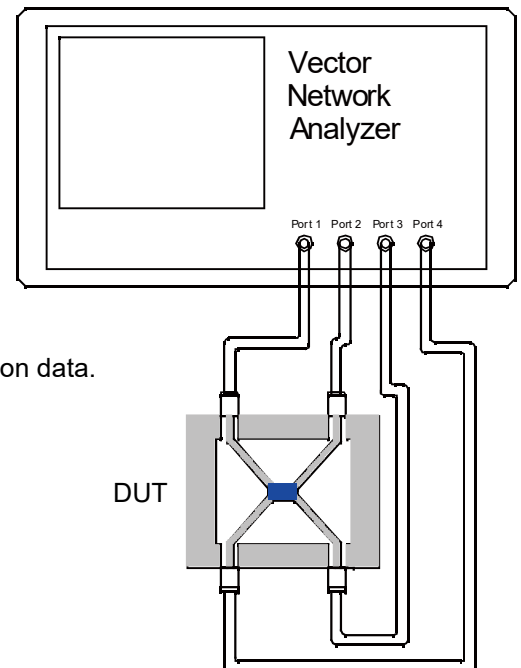 Vector
Network
Analyzer
Port 1 Port 2 Port 3 Port 4
on data.
DUT